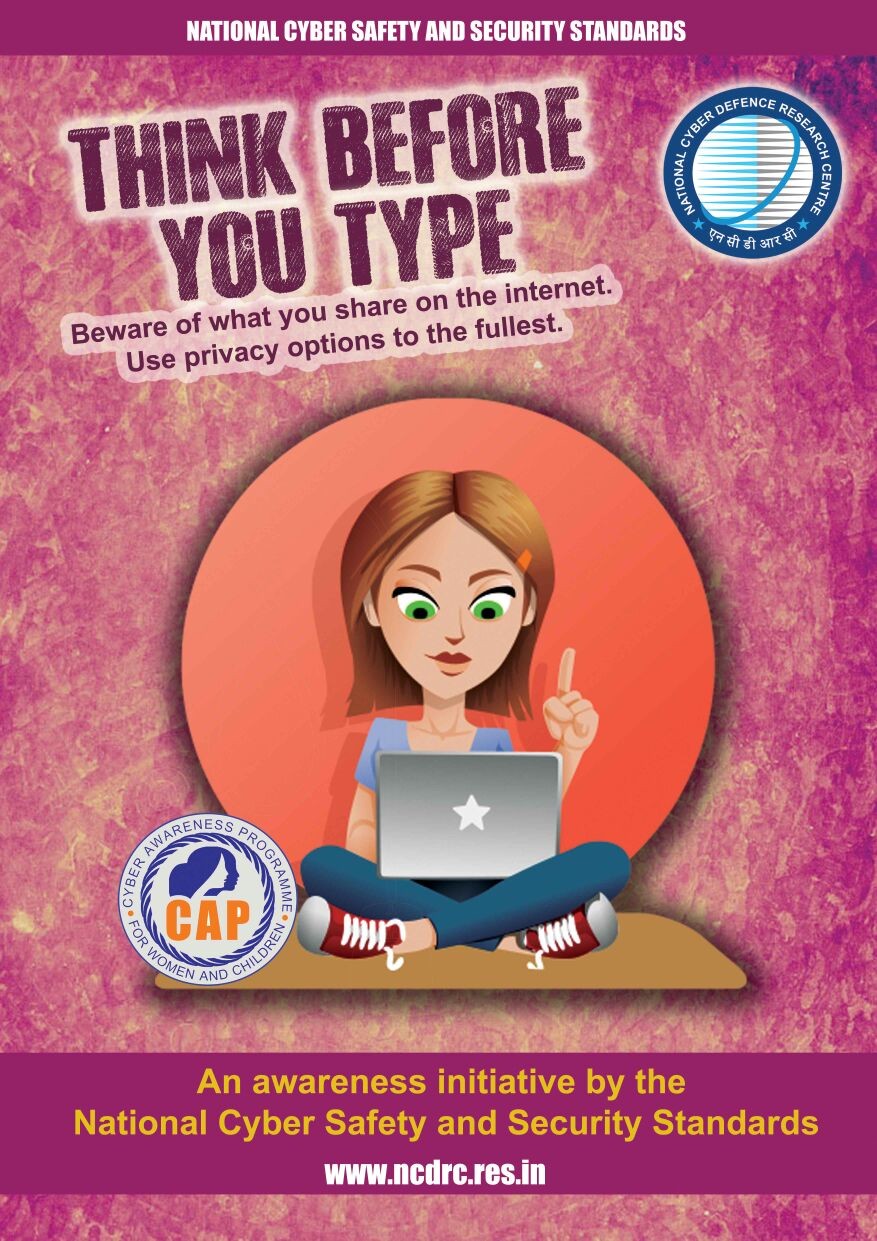 NATIONAL CYBER SAFETY AND SECURITY STANDARDS
THINK BEFORE
YOU TYPE
Beware of what you share on the internet.
Use privacy options to the fullest.
NATIONAL CYBER DEFENCE RESEARCH CENTRE
एन सी डी आर सी
CYBER AWARENESS PROGRAMME
CAP
FOR WOMEN AND CHILDREN
An awareness initiative by the
National Cyber Safety and Security Standards
www.ncdrc.res.in